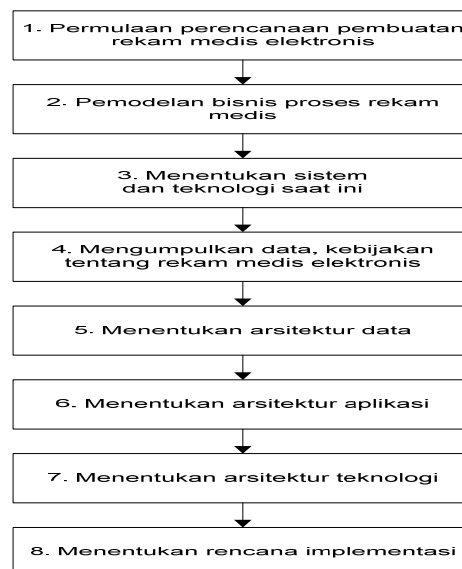 1. Permulaan perencanaan pembuatan
rekam medis elektronis
2. Pemodelan bisnis proses rekam
medis
3. Menentukan sistem
dan teknologi saat ini
4. Mengumpulkan data, kebijakan
tentang rekam medis elektronis
5. Menentukan arsitektur data
6. Menentukan arsitektur aplikasi
7. Menentukan arsitektur teknologi
8. Menentukan rencana implementasi